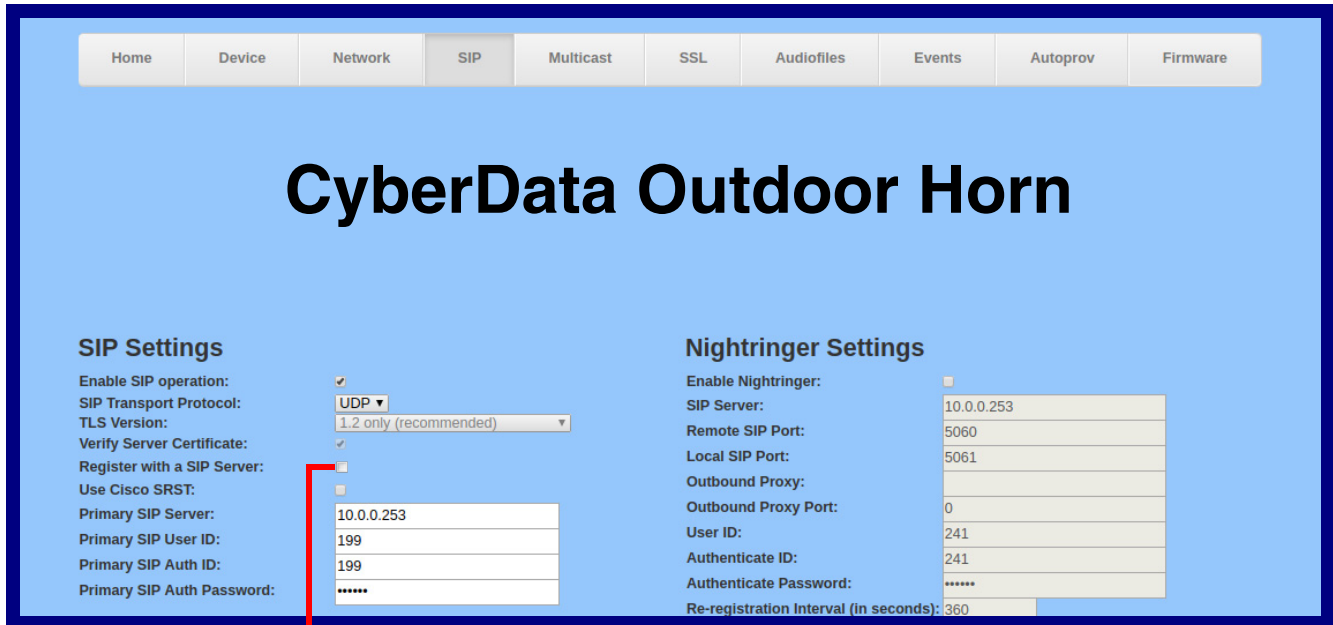 Home Device Network SIP Multicast SSL Audiofiles Events Autoprov Firmware
CyberData Outdoor Horn
SIP Settings
Enable SIP operation:
SIP Transport Protocol: UDP
TLS Version: 1.2 only (recommended)
Verify Server Certificate:
Register with a SIP Server:
Use Cisco SRST:
Primary SIP Server: 10.0.0.253
Primary SIP User ID: 199
Primary SIP Auth ID: 199
Primary SIP Auth Password: ••••••
Nightringer Settings
Enable Nightringer:
SIP Server: 10.0.0.253
Remote SIP Port: 5060
Local SIP Port: 5061
Outbound Proxy:
Outbound Proxy Port: 0
User ID: 241
Authenticate ID: 241
Authenticate Password: ••••••
Re-registration Interval (in seconds): 360